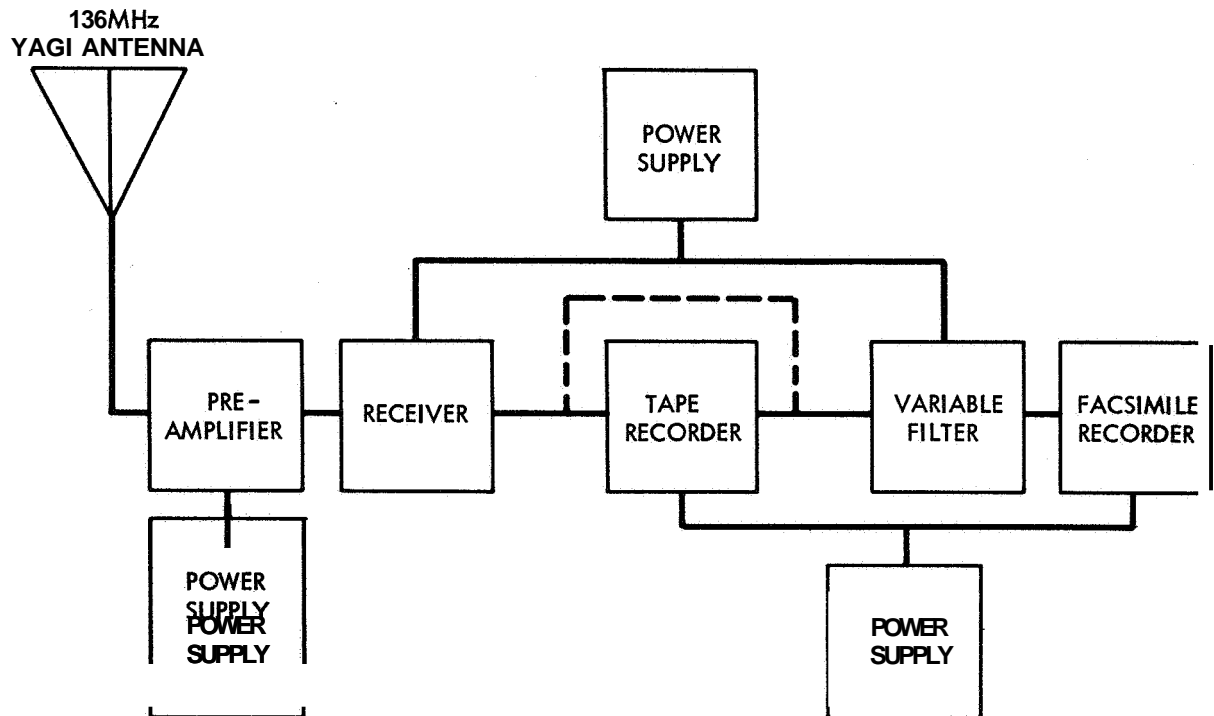 136MHz
YAGI ANTENNA
POWER
SUPPLY
PRE-
AMPLIFIER
RECEIVER
TAPE
RECORDER
VARIABLE
FILTER
FACSIMILE
RECORDER
POWER
SUPPLY
POWER
SUPPLY
POWER
SUPPLY